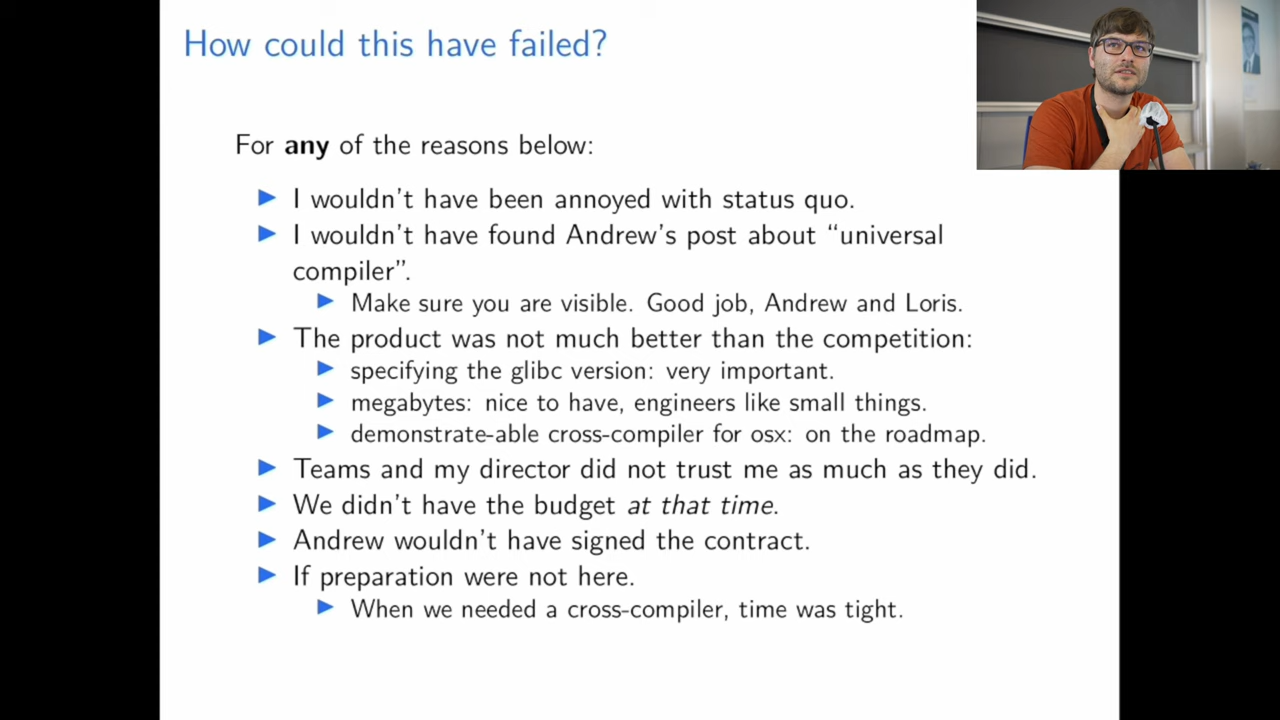 How could this have failed?
For any of the reasons below:
I wouldn't have been annoyed with status quo.
I wouldn't have found Andrew's post about “universal
compiler”.
Make sure you are visible. Good job, Andrew and Loris.
The product was not much better than the competition:
specifying the glibc version: very important.
megabytes: nice to have, engineers like small things.
demonstrate-able cross-compiler for osx: on the roadmap.
Teams and my director did not trust me as much as they did.
We didn't have the budget at that time.
Andrew wouldn't have signed the contract.
If preparation were not here.
When we needed a cross-compiler, time was tight.